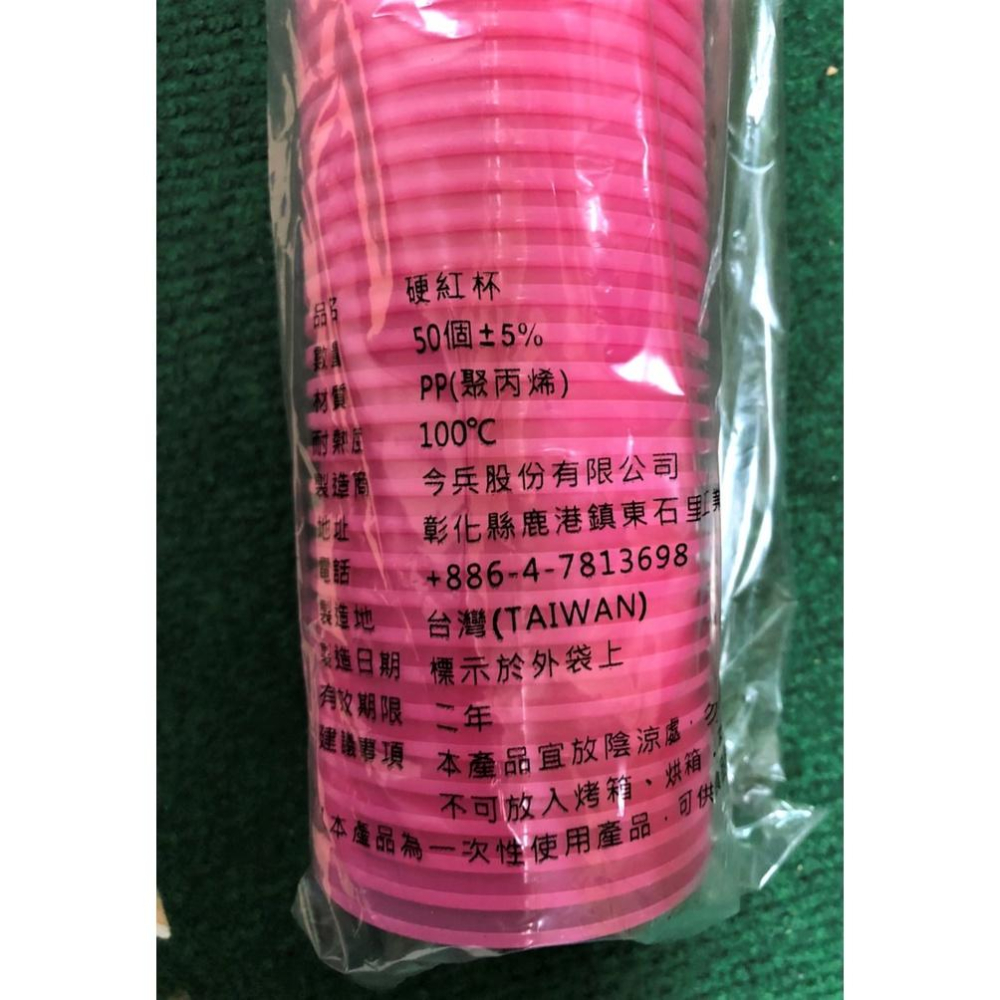 品名 硬紅杯
數量 50個±5%
材質 PP(聚丙烯)
耐熱度 100℃
製造商 今兵股份有限公司
地址 彰化縣鹿港鎮東石里工業
電話 +886-4-7813698
製造地 台灣(TAIWAN)
製造日期 標示於外袋上
有效期限 二年
建議事項 本產品宜放陰涼處,勿
不可放入烤箱、烘箱
本產品為一次性使用產品.可供